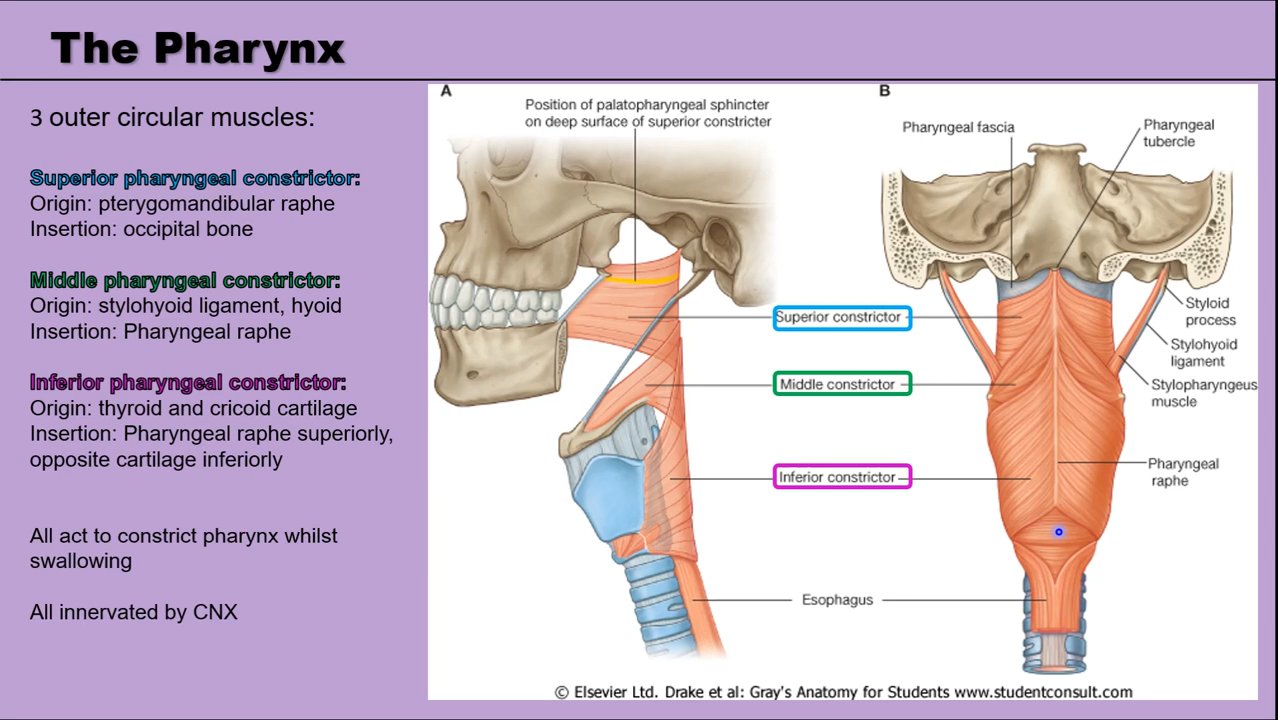 The Pharynx
3 outer circular muscles:
Superior pharyngeal constrictor:
Origin: pterygomandibular raphe
Insertion: occipital bone
Middle pharyngeal constrictor:
Origin: stylohyoid ligament, hyoid
Insertion: Pharyngeal raphe
Inferior pharyngeal constrictor:
Origin: thyroid and cricoid cartilage
Insertion: Pharyngeal raphe superiorly,
opposite cartilage inferiorly
All act to constrict pharynx whilst
swallowing
All innervated by CNX
A
Position of palatopharyngeal sphincter
on deep surface of superior constricter
Superior constrictor
Middle constrictor
Inferior constrictor
Esophagus
B
Pharyngeal fascia
Pharyngeal
tubercle
Styloid
process
Stylohyoid
ligament
Stylopharyngeus
muscle
Pharyngeal
raphe
© Elsevier Ltd. Drake et al: Gray's Anatomy for Students www.studentconsult.com